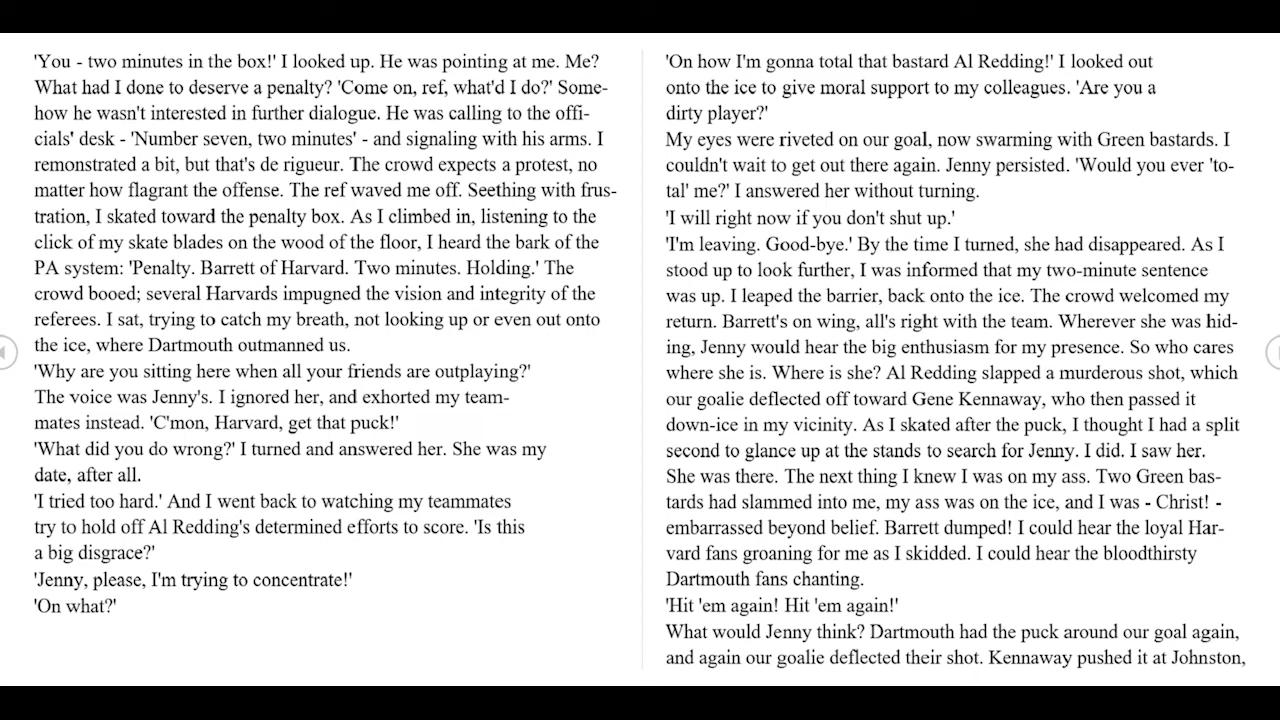 'You - two minutes in the box!' I looked up. He was pointing at me. Me?
What had I done to deserve a penalty? 'Come on, ref, what'd I do?' Some-
how he wasn't interested in further dialogue. He was calling to the offi-
cials' desk - 'Number seven, two minutes' - and signaling with his arms. I
remonstrated a bit, but that's de rigueur. The crowd expects a protest, no
matter how flagrant the offense. The ref waved me off. Seething with frus-
tration, I skated toward the penalty box. As I climbed in, listening to the
click of my skate blades on the wood of the floor, I heard the bark of the
PA system: 'Penalty. Barrett of Harvard. Two minutes. Holding.' The
crowd booed; several Harvards impugned the vision and integrity of the
referees. I sat, trying to catch my breath, not looking up or even out onto
the ice, where Dartmouth outmanned us.
'Why are you sitting here when all your friends are outplaying?'
The voice was Jenny's. I ignored her, and exhorted my team-
mates instead. 'C'mon, Harvard, get that puck!'
'What did you do wrong?' I turned and answered her. She was my
date, after all.
'I tried too hard.' And I went back to watching my teammates
try to hold off Al Redding's determined efforts to score. 'Is this
a big disgrace?'
'Jenny, please, I'm trying to concentrate!'
'On what?'
'On how I'm gonna total that bastard Al Redding!' I looked out
onto the ice to give moral support to my colleagues. 'Are you a
dirty player?'
My eyes were riveted on our goal, now swarming with Green bastards. I
couldn't wait to get out there again. Jenny persisted. 'Would you ever 'to-
tal' me?' I answered her without turning.
'I will right now if you don't shut up.'
'I'm leaving. Good-bye.' By the time I turned, she had disappeared. As I
stood up to look further, I was informed that my two-minute sentence
was up. I leaped the barrier, back onto the ice. The crowd welcomed my
return. Barrett's on wing, all's right with the team. Wherever she was hid-
ing, Jenny would hear the big enthusiasm for my presence. So who cares
where she is. Where is she? Al Redding slapped a murderous shot, which
our goalie deflected off toward Gene Kennaway, who then passed it
down-ice in my vicinity. As I skated after the puck, I thought I had a split
second to glance up at the stands to search for Jenny. I did. I saw her.
She was there. The next thing I knew I was on my ass. Two Green bas-
tards had slammed into me, my ass was on the ice, and I was - Christ! -
embarrassed beyond belief. Barrett dumped! I could hear the loyal Har-
vard fans groaning for me as I skidded. I could hear the bloodthirsty
Dartmouth fans chanting.
'Hit 'em again! Hit 'em again!'
What would Jenny think? Dartmouth had the puck around our goal again,
and again our goalie deflected their shot. Kennaway pushed it at Johnston,